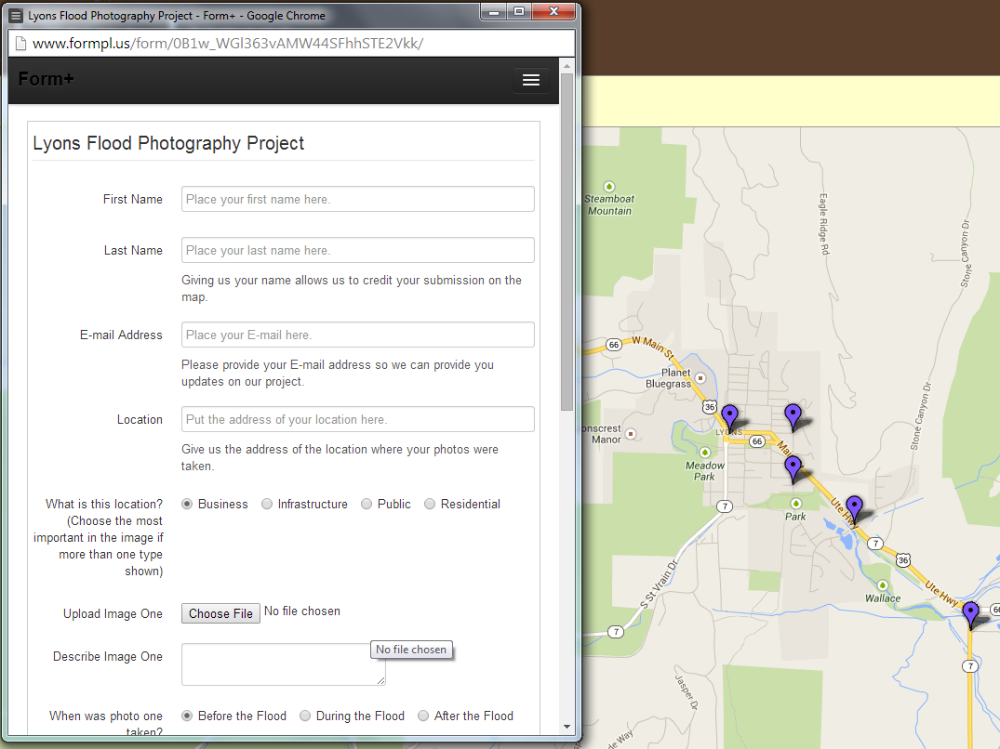 Lyons Flood Photography Project - Form+ - Google Chrome
www.formpl.us/form/0B1w_WGl363vAMW44SFhhSTE2Vkk/
Form+
Lyons Flood Photography Project
First Name
Place your first name here.
Last Name
Place your last name here.
Giving us your name allows us to credit your submission on the
map.
E-mail Address
Place your E-mail here.
Please provide your E-mail address so we can provide you
updates on our project.
Location
Put the address of your location here.
Give us the address of the location where your photos were
taken.
What is this location?
(Choose the most
important in the image if
more than one type
shown)
Business Infrastructure Public Residential
Upload Image One
Choose File No file chosen
Describe Image One
No file chosen
When was photo one
taken?
Before the Flood During the Flood After the Flood
Steamboat
Mountain
Eagle Ridge Rd
Stone Canyon Dr
66
W Main St
Planet
Bluegrass
36
onscrest
Manor
LYONS
66
Main
Stone Canyon Dr
Meadow
Park
7
Park
Ute Hwy
7
36
S St Vrain Dr
Wallace
Ute Hwy
66
7
7
Jasper Dr
Eagle Way